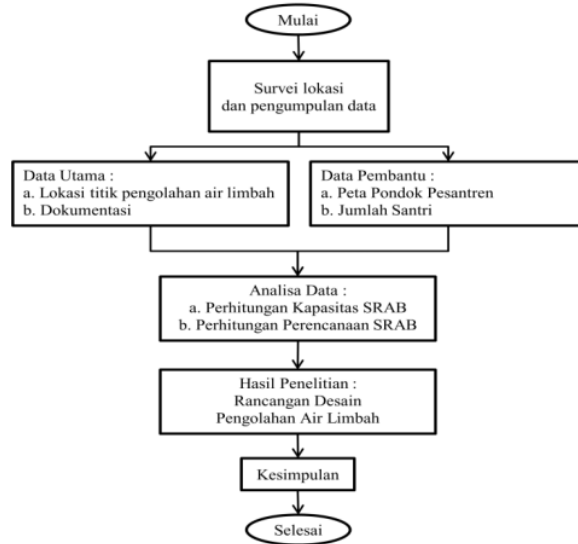 Mulai
Survei lokasi
dan pengumpulan data
Data Utama :
a. Lokasi titik pengolahan air limbah
b. Dokumentasi
Data Pembantu :
a. Peta Pondok Pesantren
b. Jumlah Santri
Analisa Data :
a. Perhitungan Kapasitas SRAB
b. Perhitungan Perencanaan SRAB
Hasil Penelitian :
Rancangan Desain
Pengolahan Air Limbah
Kesimpulan
Selesai